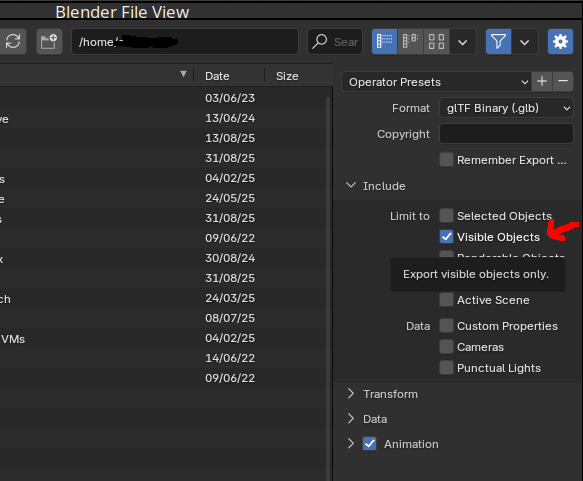 Blender File View
/home/
Sear
Date Size
Operator Presets
03/06/23
Format glTF Binary (.glb)
ve 13/06/24
Copyright
13/08/25
31/08/25
Remember Export ...
s 04/02/25
Include
e 24/05/25
s 31/08/25
Limit to Selected Objects
09/06/22
Visible Objects
x 30/08/24
Renderable Objects
31/08/25
Export visible objects only.
ch 24/03/25
Active Scene
08/07/25
Data Custom Properties
VMs 04/02/25
Cameras
14/06/22
Punctual Lights
09/06/22
Transform
Data
Animation